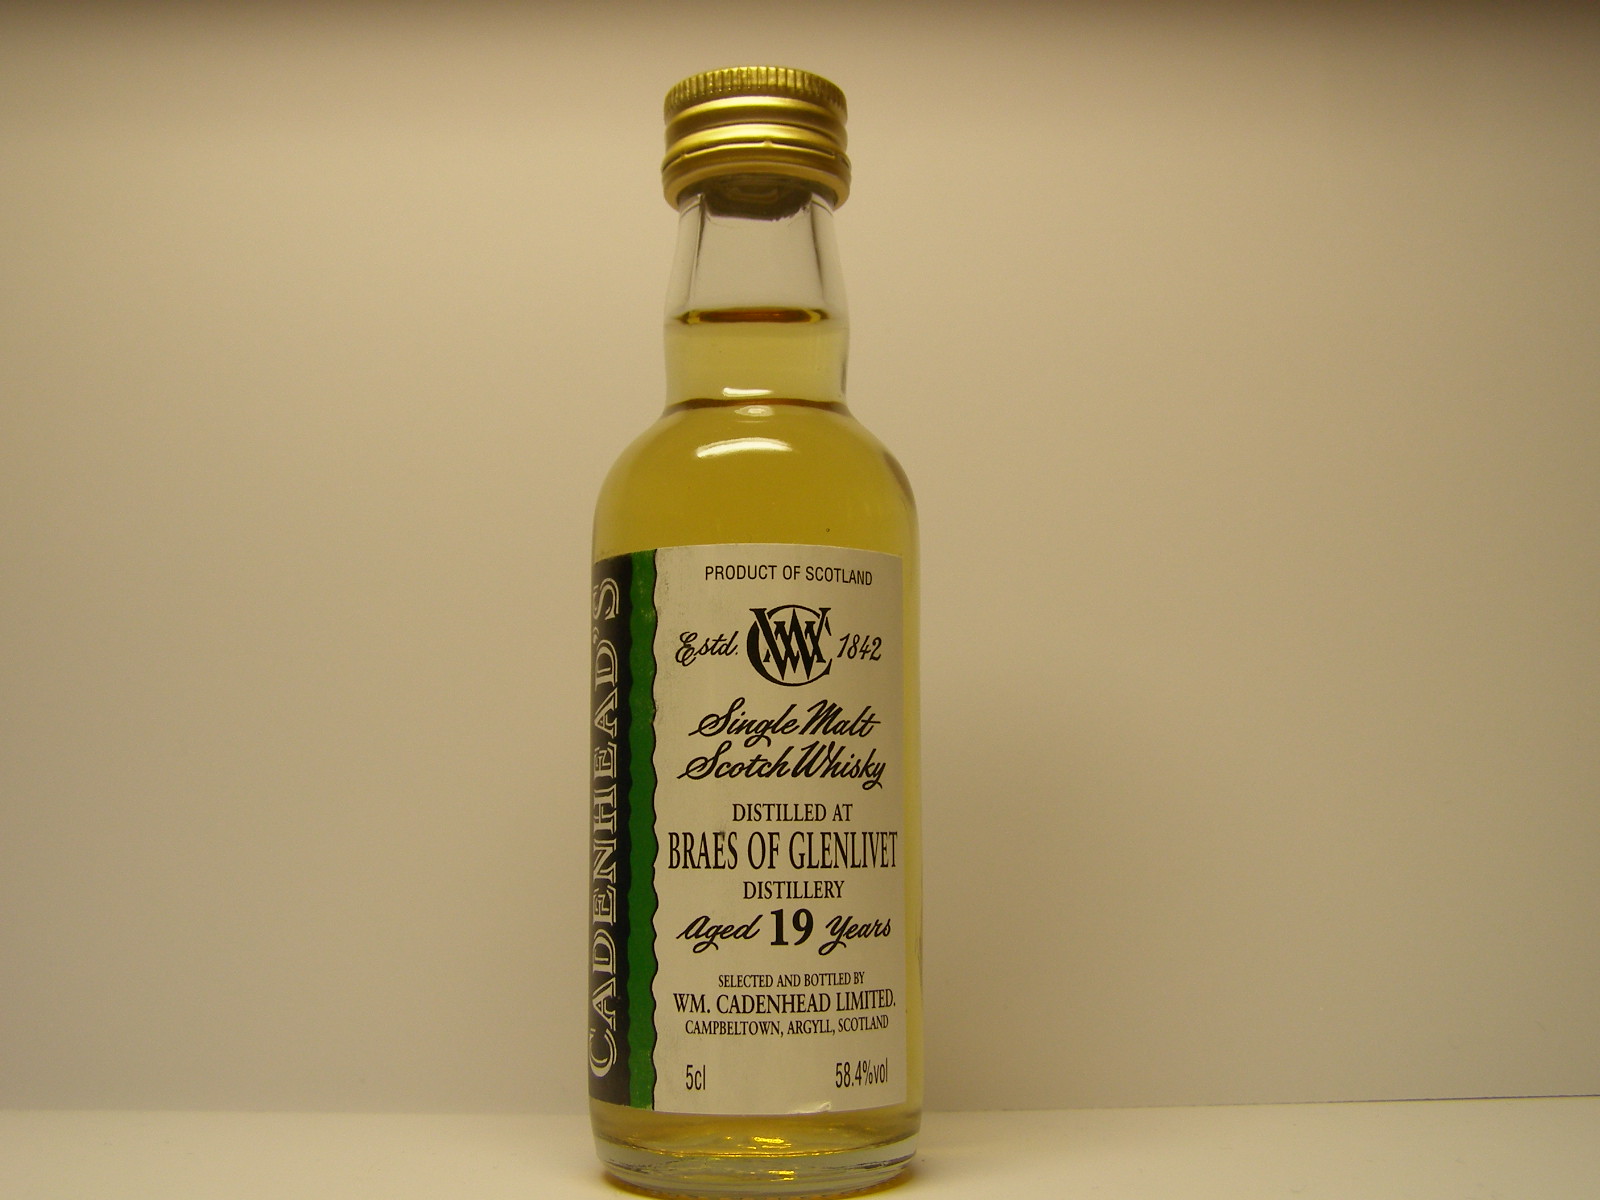 CADENHEAD'S
PRODUCT OF SCOTLAND
Estd. WC 1842
Single Malt
Scotch Whisky
DISTILLED AT
BRAES OF GLENLIVET
DISTILLERY
Aged 19 Years
SELECTED AND BOTTLED BY
WM. CADENHEAD LIMITED.
CAMPBELTOWN, ARGYLL, SCOTLAND
5cl 58.4%vol